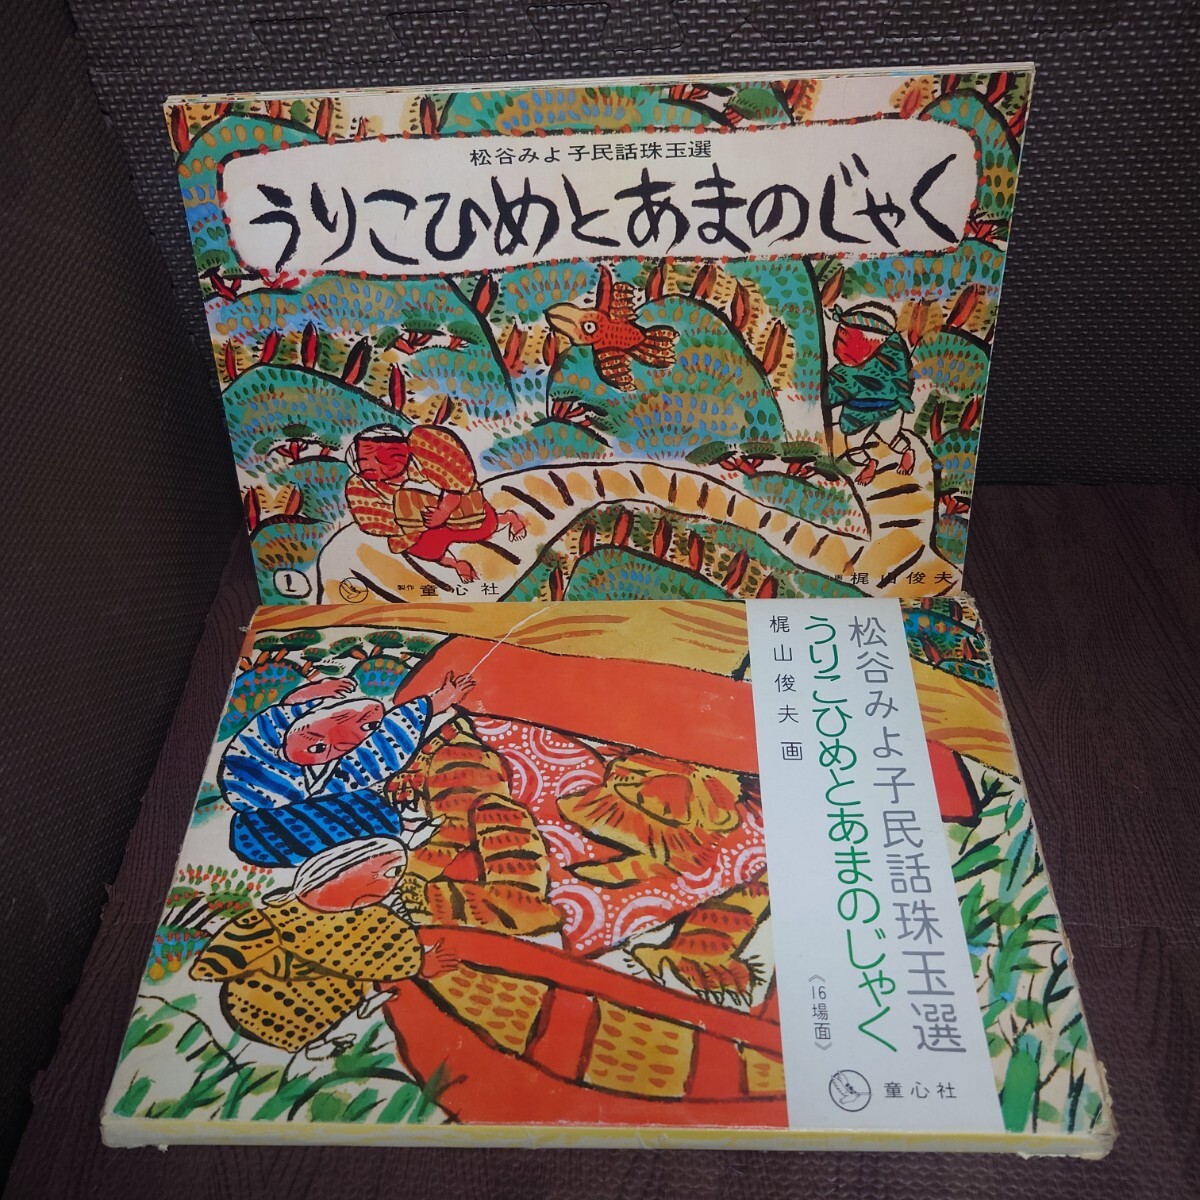 松谷みよ子民話珠玉選
うりこひめとあまのじゃく
1
製作 童心社
画 梶山俊夫
松谷みよ子民話珠玉選
うりこひめとあまのじゃく
《16場面》
梶山俊夫 画
童心社